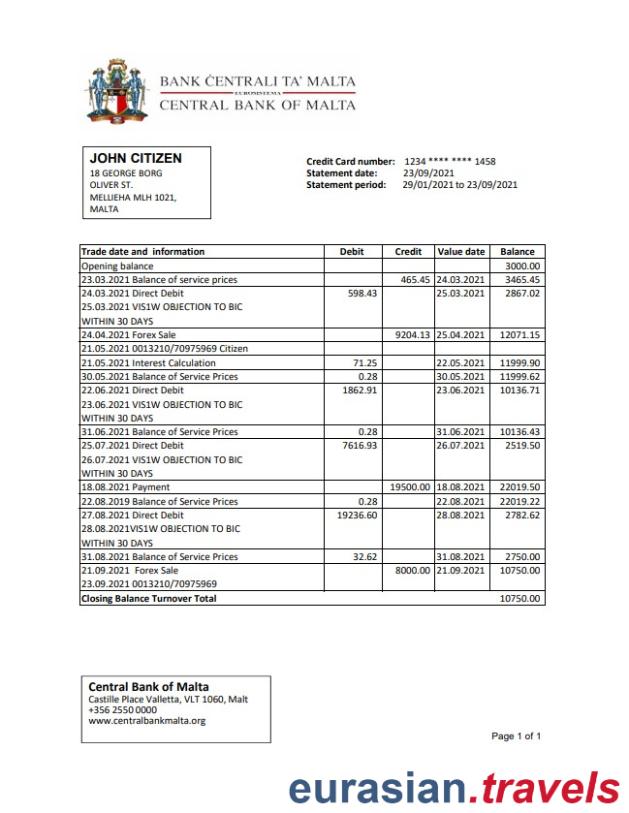 BANK ĊENTRALI TA' MALTA
EUROSISTEMA
CENTRAL BANK OF MALTA
JOHN CITIZEN
18 GEORGE BORG
OLIVER ST.
MELLIEHA MLH 1021,
MALTA
Credit Card number: 1234 **** **** 1458
Statement date: 23/09/2021
Statement period: 29/01/2021 to 23/09/2021
Trade date and information Debit Credit Value date Balance
Opening balance 3000.00
23.03.2021 Balance of service prices 465.45 24.03.2021 3465.45
24.03.2021 Direct Debit 598.43 25.03.2021 2867.02
25.03.2021 VIS1W OBJECTION TO BIC
WITHIN 30 DAYS
24.04.2021 Forex Sale 9204.13 25.04.2021 12071.15
21.05.2021 0013210/70975969 Citizen
21.05.2021 Interest Calculation 71.25 22.05.2021 11999.90
30.05.2021 Balance of Service Prices 0.28 30.05.2021 11999.62
22.06.2021 Direct Debit 1862.91 23.06.2021 10136.71
23.06.2021 VIS1W OBJECTION TO BIC
WITHIN 30 DAYS
31.06.2021 Balance of Service Prices 0.28 31.06.2021 10136.43
25.07.2021 Direct Debit 7616.93 26.07.2021 2519.50
26.07.2021 VIS1W OBJECTION TO BIC
WITHIN 30 DAYS
18.08.2021 Payment 19500.00 18.08.2021 22019.50
22.08.2019 Balance of Service Prices 0.28 22.08.2021 22019.22
27.08.2021 Direct Debit 19236.60 28.08.2021 2782.62
28.08.2021VIS1W OBJECTION TO BIC
WITHIN 30 DAYS
31.08.2021 Balance of Service Prices 32.62 31.08.2021 2750.00
21.09.2021 Forex Sale 8000.00 21.09.2021 10750.00
23.09.2021 0013210/70975969
Closing Balance Turnover Total 10750.00
Central Bank of Malta
Castille Place Valletta, VLT 1060, Malt
+356 2550 0000
www.centralbankmalta.org
Page 1 of 1
eurasian.travels